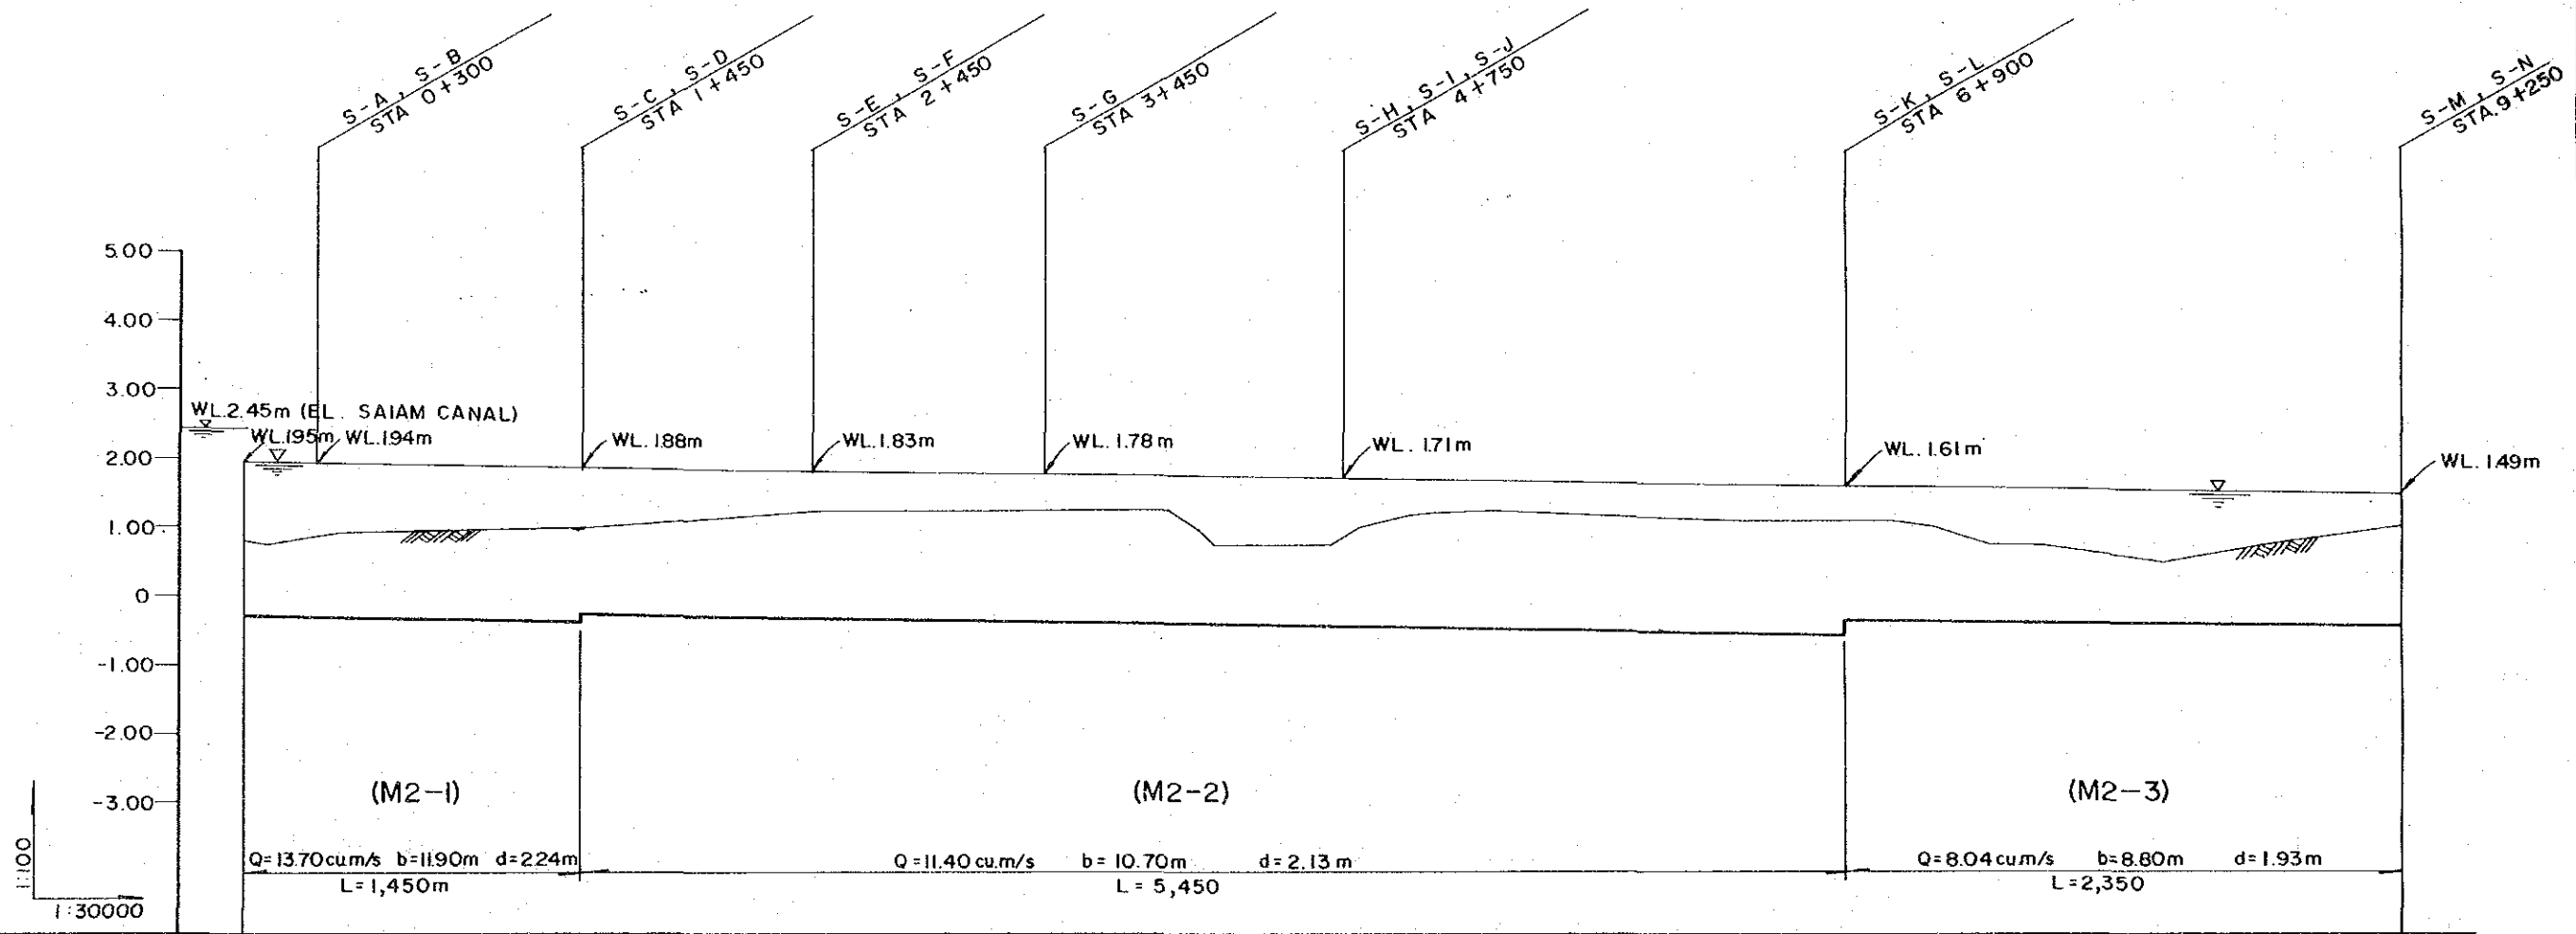 S-A, S-B
STA 0+300
S-C, S-D
STA 1+450
S-E, S-F
STA 2+450
S-G
STA 3+450
S-H, S-I, S-J
STA 4+750
S-K, S-L
STA 6+900
S-M, S-N
STA.9+250
5.00
4.00
3.00
2.00
1.00
0
-1.00
-2.00
-3.00
WL.2.45m (EL. SAIAM CANAL)
WL.1.95m
WL.1.94m
WL.1.88m
WL.1.83m
WL.1.78m
WL.1.71m
WL.1.61m
WL.1.49m
(M2-1)
(M2-2)
(M2-3)
Q=13.70cu.m/s b=11.90m d=2.24m
L=1,450m
Q=11.40cu.m/s b=10.70m d=2.13m
L=5,450
Q=8.04cu.m/s b=8.80m d=1.93m
L=2,350
1:100
1:30000